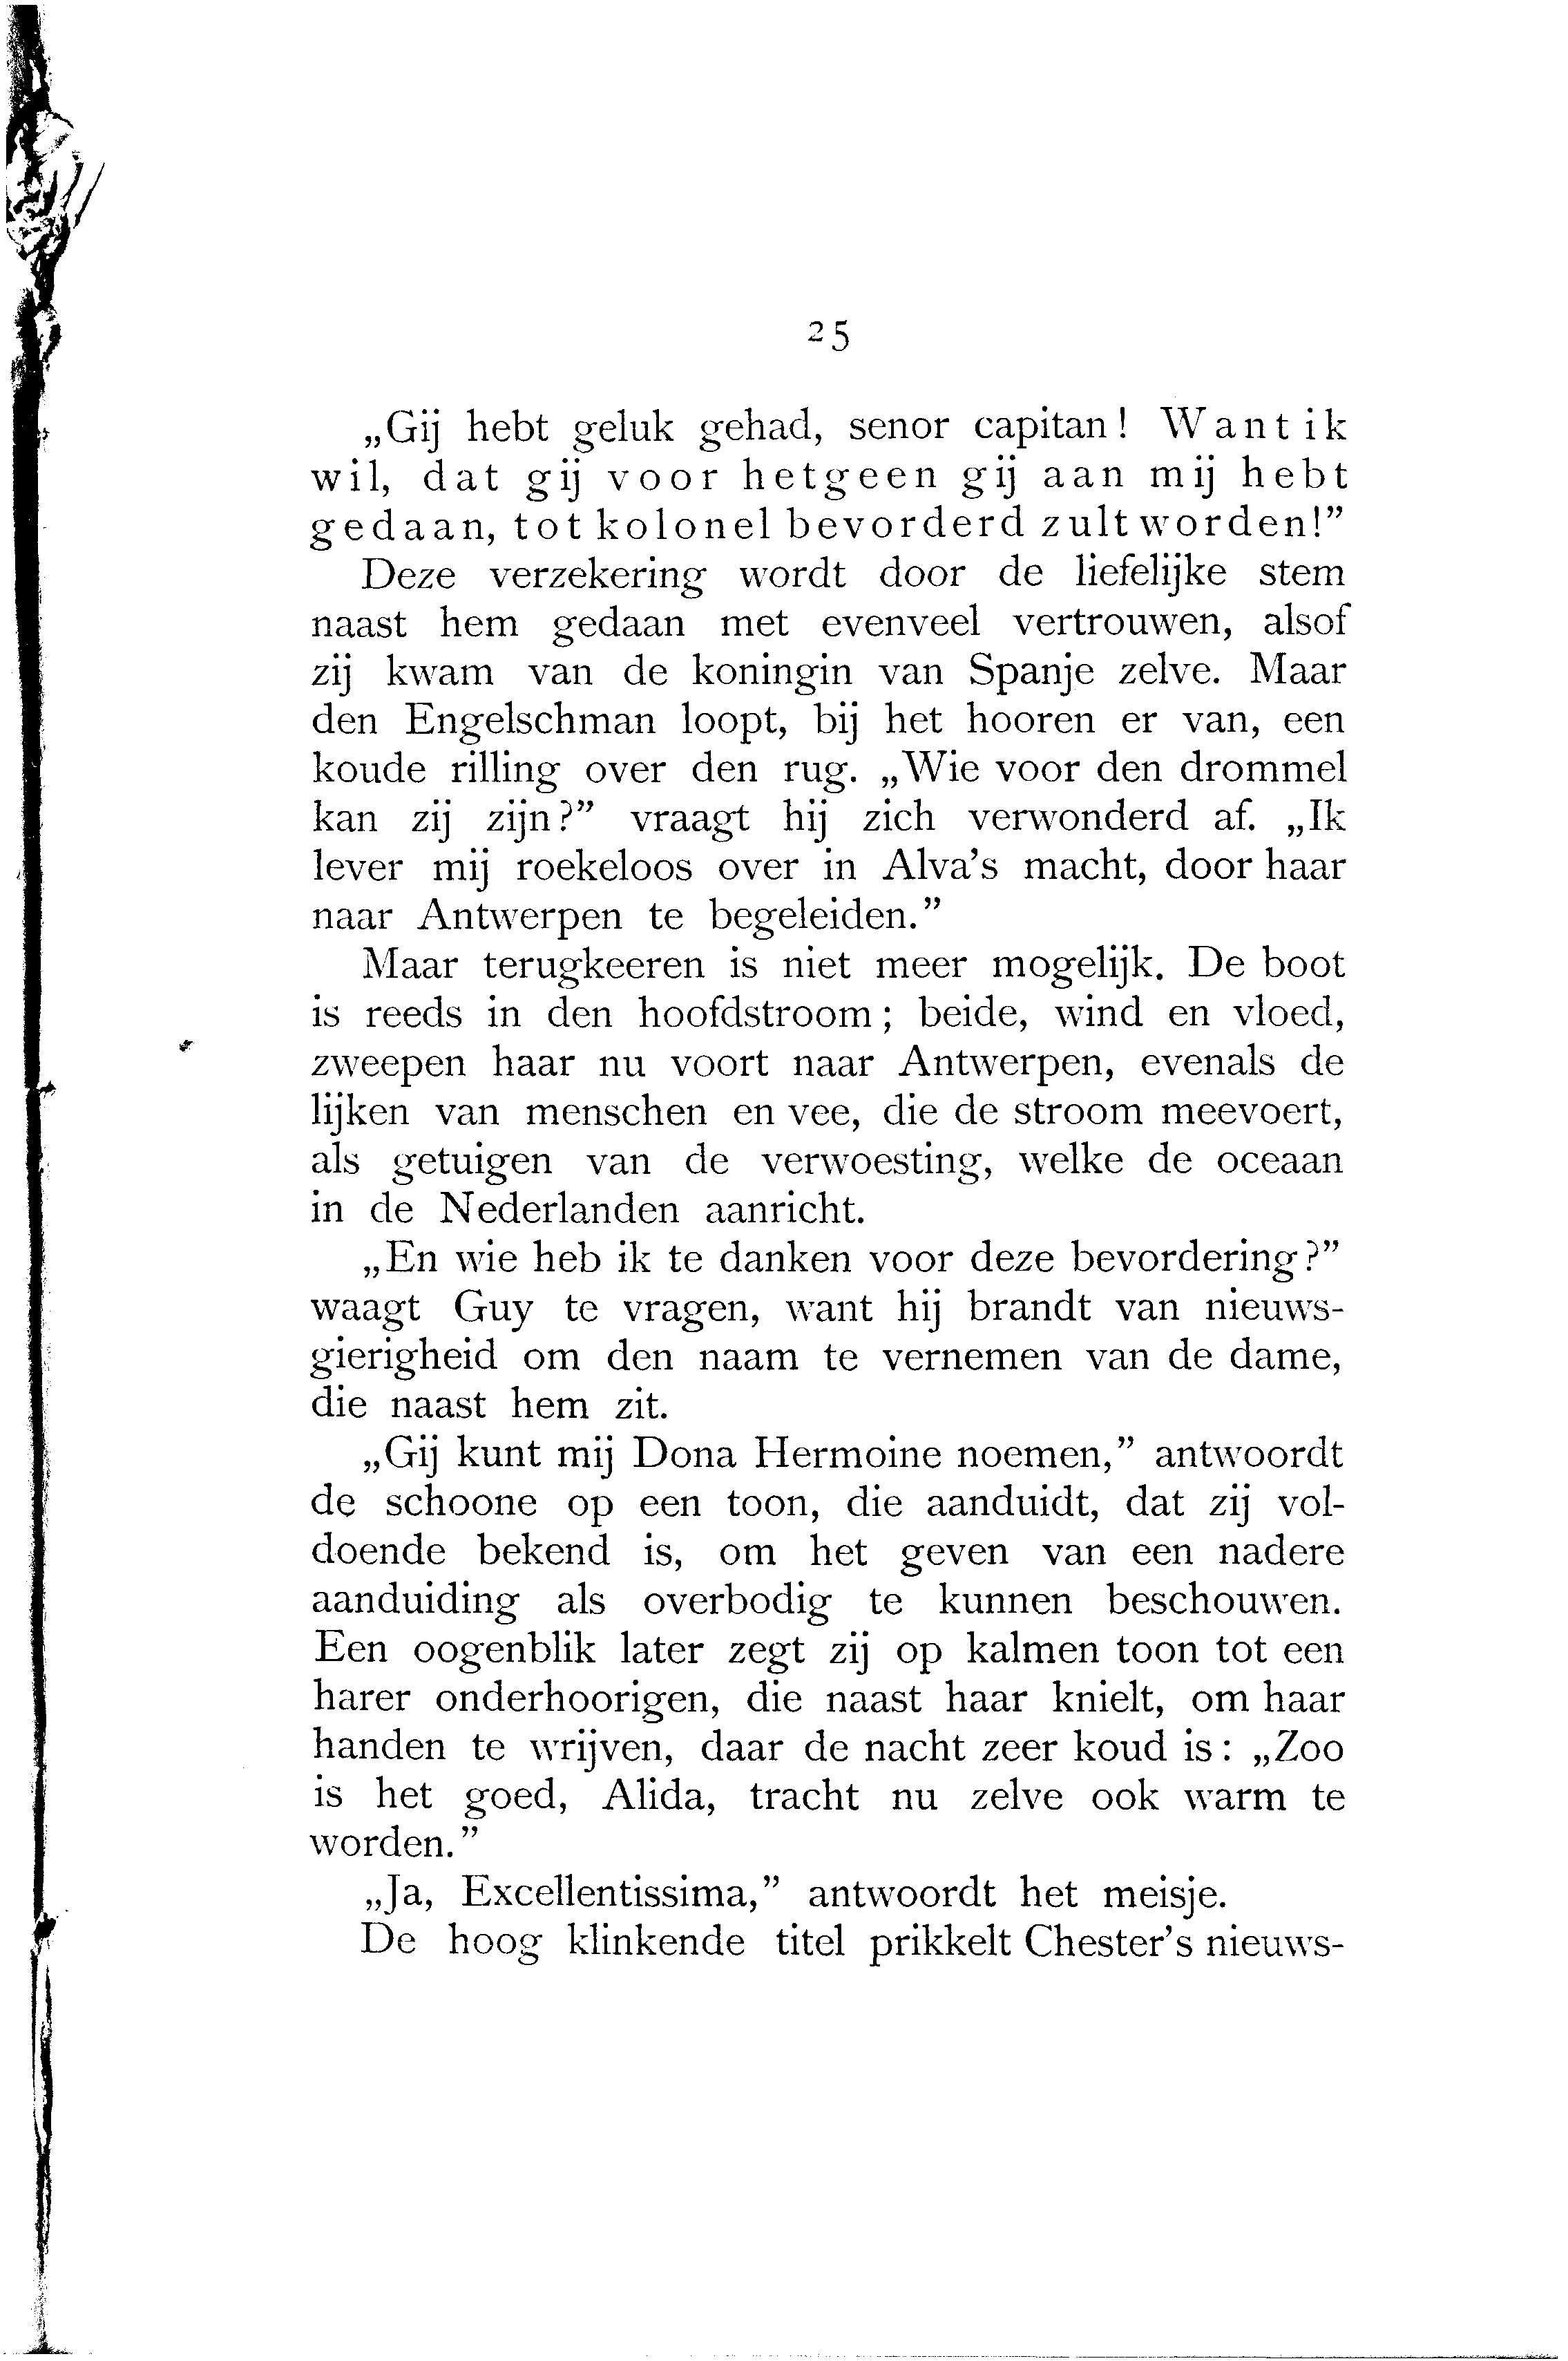 25
„Gij hebt geluk gehad, senor capitan! Want ik
wil, dat gij voor hetgeen gij aan mij hebt
gedaan, tot kolonel bevorderd zult worden!”
Deze verzekering wordt door de liefelijke stem
naast hem gedaan met evenveel vertrouwen, alsof
zij kwam van de koningin van Spanje zelve. Maar
den Engelschman loopt, bij het hooren er van, een
koude rilling over den rug. „Wie voor den drommel
kan zij zijn?” vraagt hij zich verwonderd af. „Ik
lever mij roekeloos over in Alva’s macht, door haar
naar Antwerpen te begeleiden.”
Maar terugkeeren is niet meer mogelijk. De boot
is reeds in den hoofdstroom; beide, wind en vloed,
zweepen haar nu voort naar Antwerpen, evenals de
lijken van menschen en vee, die de stroom meevoert,
als getuigen van de verwoesting, welke de oceaan
in de Nederlanden aanricht.
„En wie heb ik te danken voor deze bevordering?”
waagt Guy te vragen, want hij brandt van nieuws-
gierigheid om den naam te vernemen van de dame,
die naast hem zit.
„Gij kunt mij Dona Hermoine noemen,” antwoordt
de schoone op een toon, die aanduidt, dat zij vol-
doende bekend is, om het geven van een nadere
aanduiding als overbodig te kunnen beschouwen.
Een oogenblik later zegt zij op kalmen toon tot een
harer onderhoorigen, die naast haar knielt, om haar
handen te wrijven, daar de nacht zeer koud is: „Zoo
is het goed, Alida, tracht nu zelve ook warm te
worden.”
„Ja, Excellentissima,” antwoordt het meisje.
De hoog klinkende titel prikkelt Chester’s nieuws-